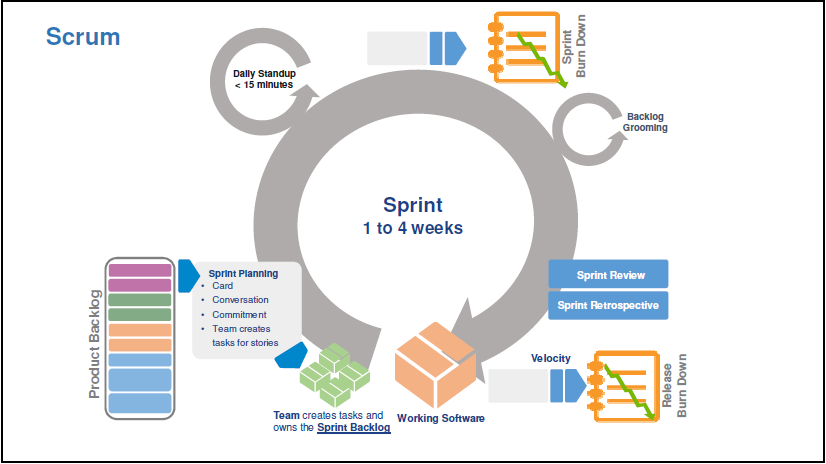 Scrum
Daily Standup
< 15 minutes
Sprint
Burn Down
Backlog
Grooming
Sprint
1 to 4 weeks
Product Backlog
Sprint Planning
• Card
• Conversation
• Commitment
• Team creates
tasks for stories
Sprint Review
Sprint Retrospective
Team creates tasks and
owns the Sprint Backlog
Working Software
Velocity
Release
Burn Down